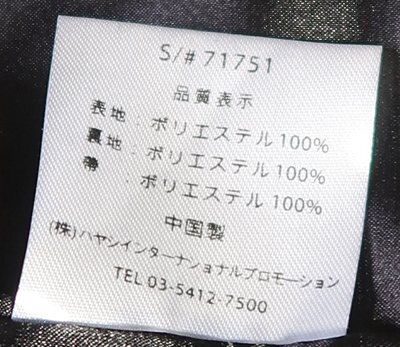 S/# 71751
品質表示
表地：ポリエステル100%
裏地：ポリエステル100%
帶：ポリエステル100%
中国製
(株)ハヤシインターナショナルプロモーション
TEL 03-5412-7500